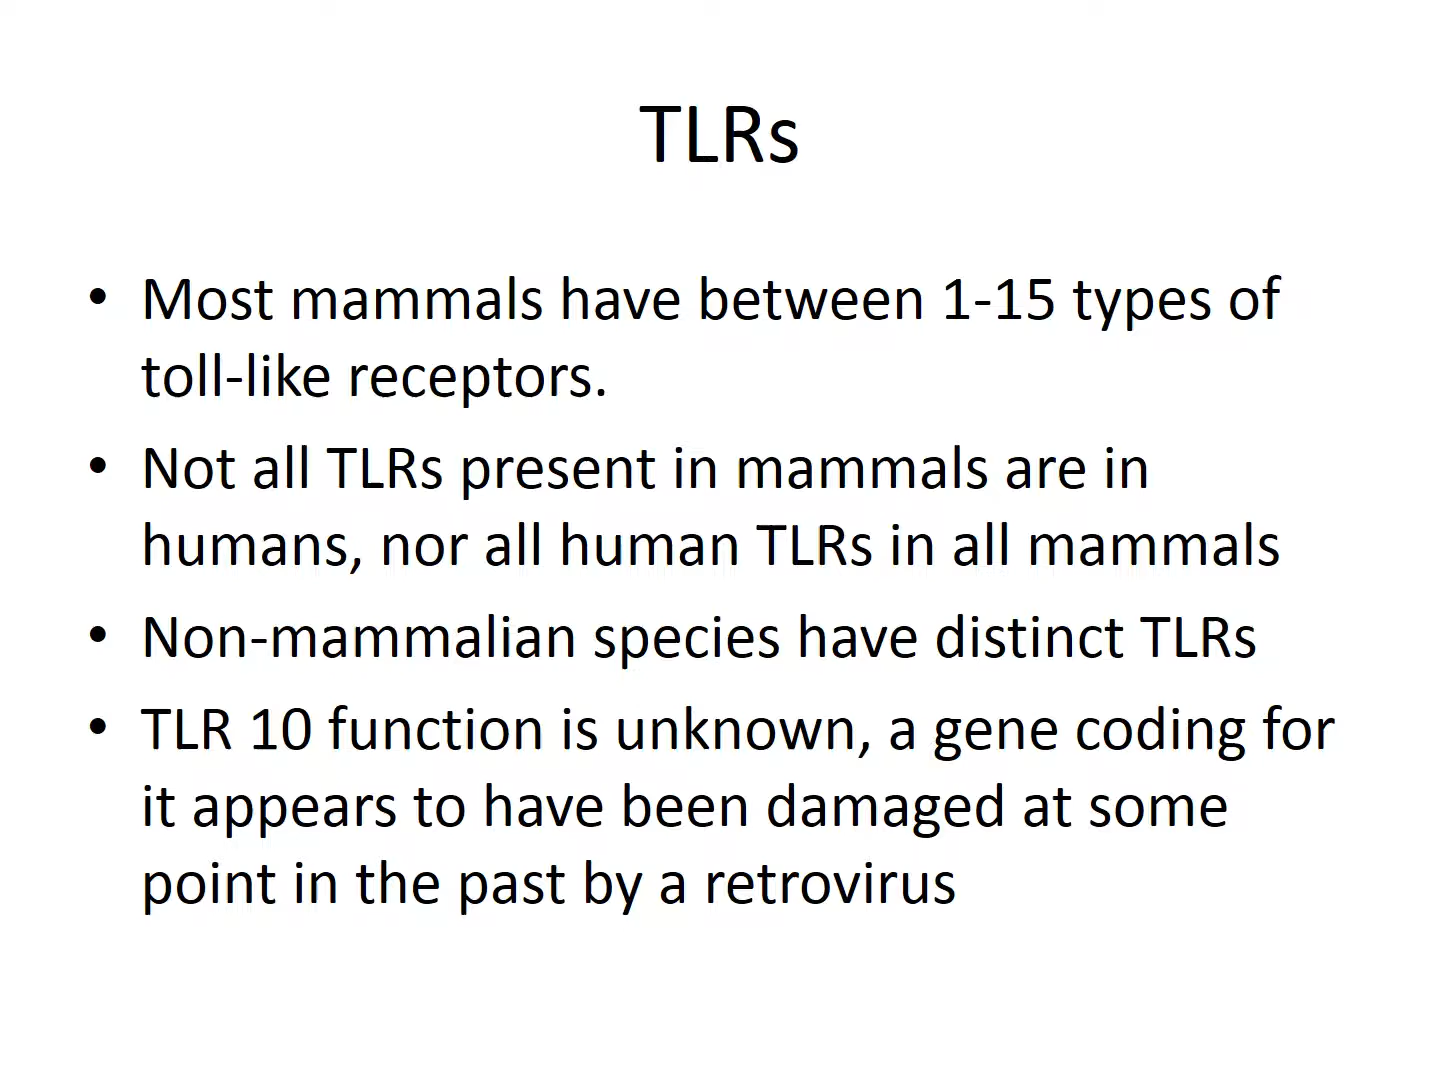 TLRs
• Most mammals have between 1-15 types of
toll-like receptors.
• Not all TLRs present in mammals are in
humans, nor all human TLRs in all mammals
• Non-mammalian species have distinct TLRs
• TLR 10 function is unknown, a gene coding for
it appears to have been damaged at some
point in the past by a retrovirus